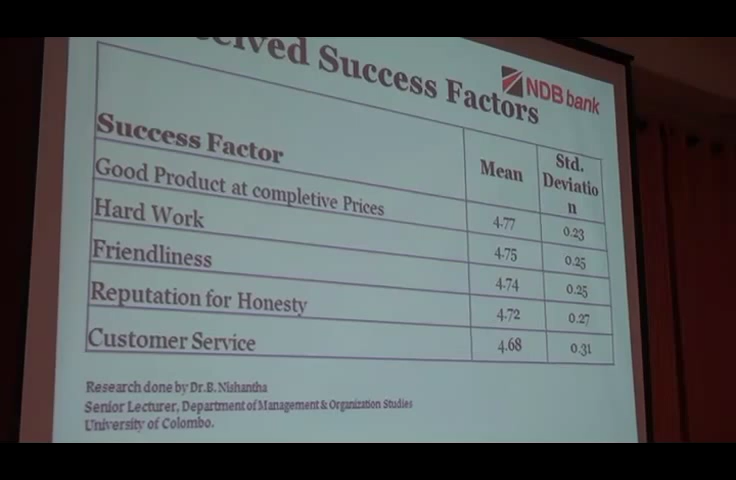 Success Factors
NDB bank
Success Factor Mean Std. Deviatio n
Good Product at completive Prices 4.77 0.23
Hard Work 4.75 0.25
Friendliness 4.74 0.25
Reputation for Honesty 4.72 0.27
Customer Service 4.68 0.31
Research done by Dr.B. Nishantha
Senior Lecturer, Department of Management & Organization Studies
University of Colombo.